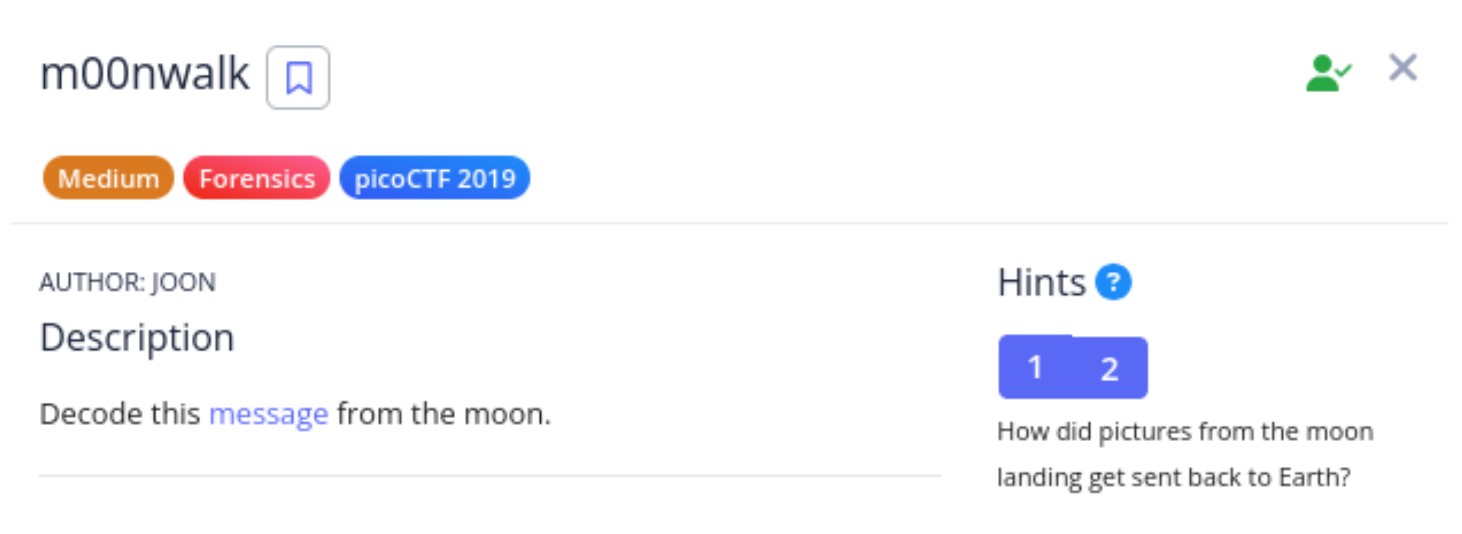 m00nwalk
Medium Forensics picoCTF 2019
AUTHOR: JOON
Description
Decode this message from the moon.
Hints ?
1 2
How did pictures from the moon
landing get sent back to Earth?